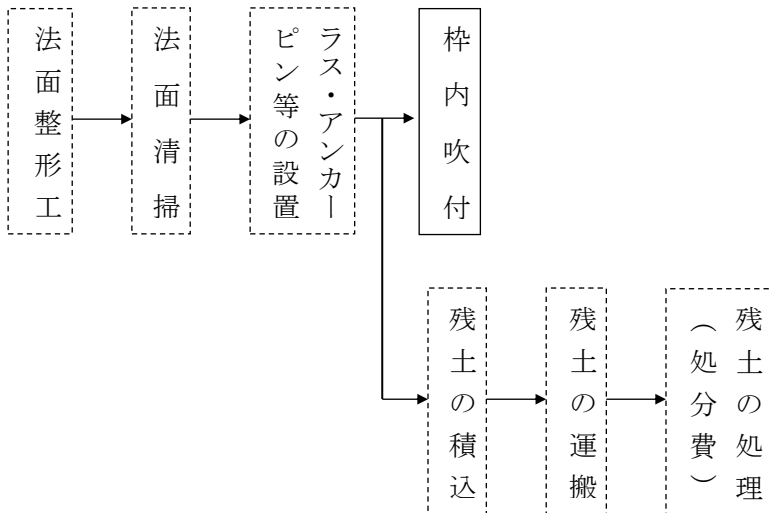 法面整形工
法面清掃
ラス・アンカー
ピン等の設置
枠内吹付
残土の積込
残土の運搬
残土の処理
（処分費）